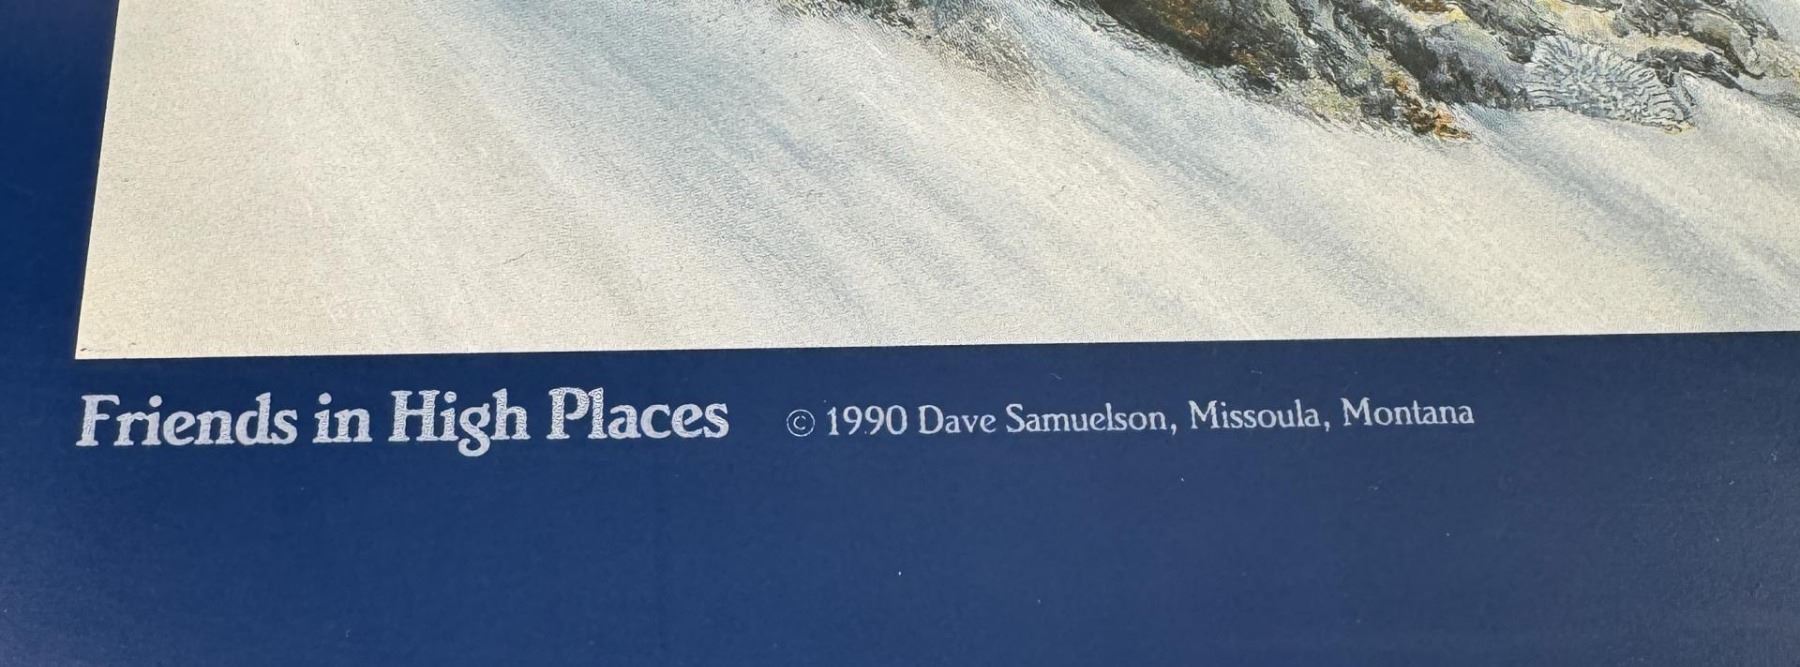 Friends in High Places © 1990 Dave Samuelson, Missoula, Montana